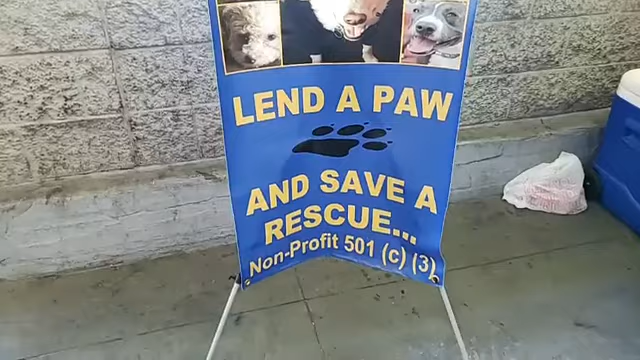 LEND A PAW
AND SAVE A
RESCUE...
Non-Profit 501 (c) (3)